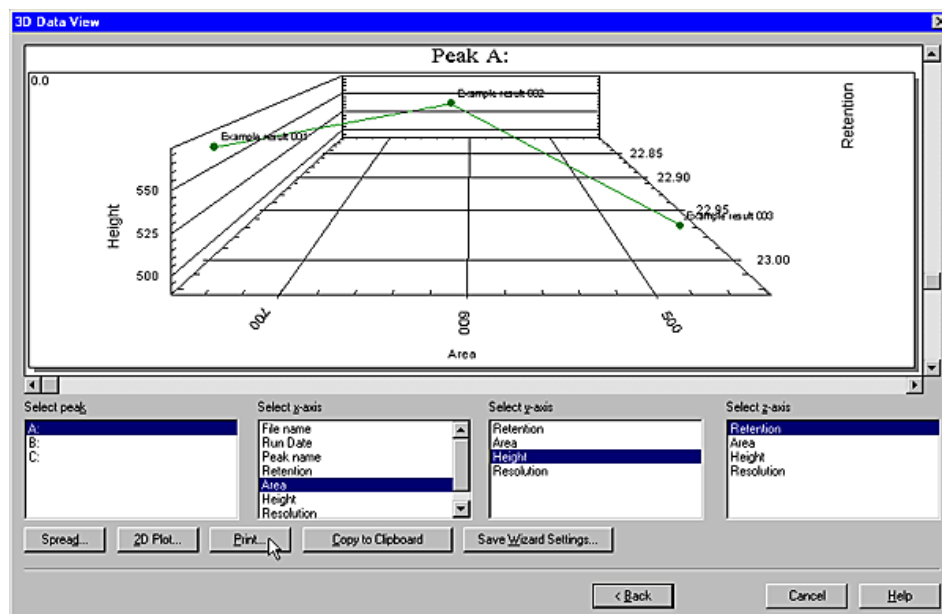 3D Data View
Peak A:
0.0
Example result 002
Example result 001
Retention
22.85
22.90
550
22.95
Example result 003
Height
525
23.00
500
700
600
500
Area
Select peak
Select x-axis
Select y-axis
Select z-axis
A:
B:
C:
File name
Run Date
Peak name
Retention
Area
Height
Resolution
Retention
Area
Height
Resolution
Retention
Area
Height
Resolution
Spread...
2D Plot...
Print...
Copy to Clipboard
Save Wizard Settings...
< Back
Cancel
Help